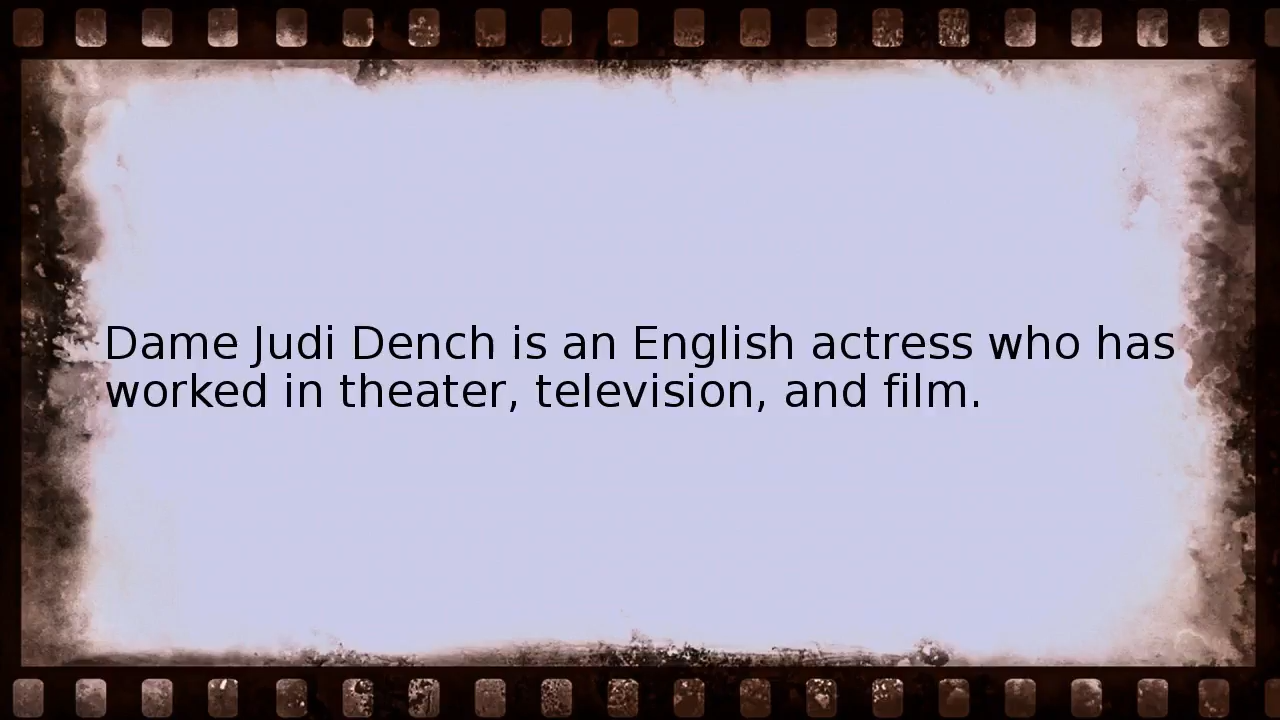 Dame Judi Dench is an English actress who has
worked in theater, television, and film.